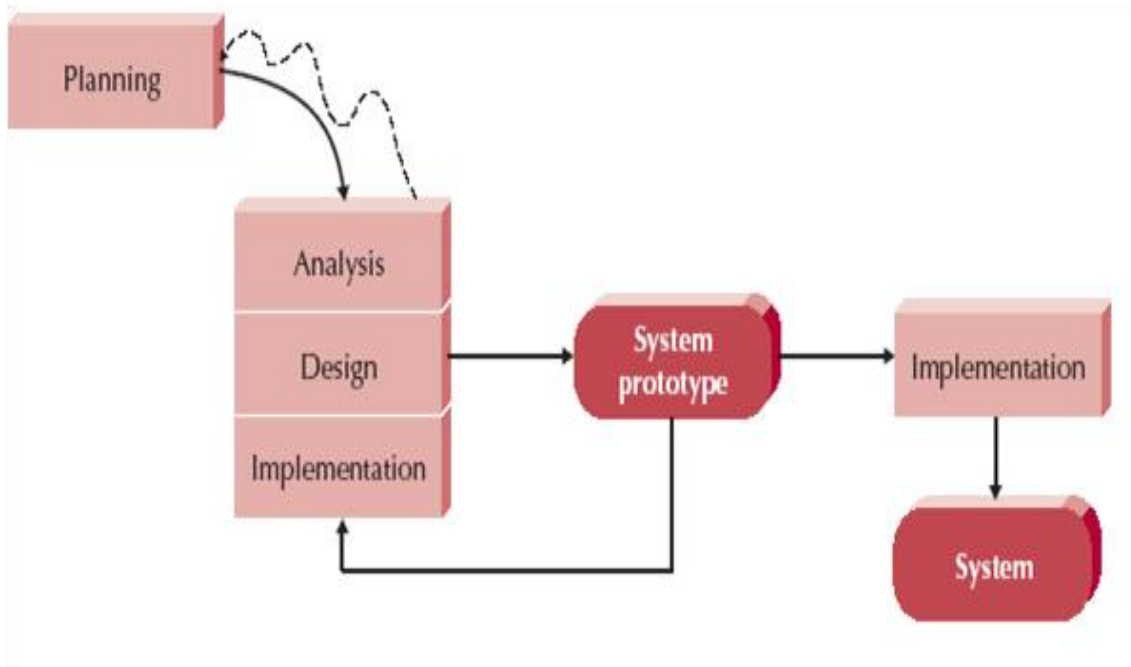 Planning
Analysis
Design
Implementation
System
prototype
Implementation
System